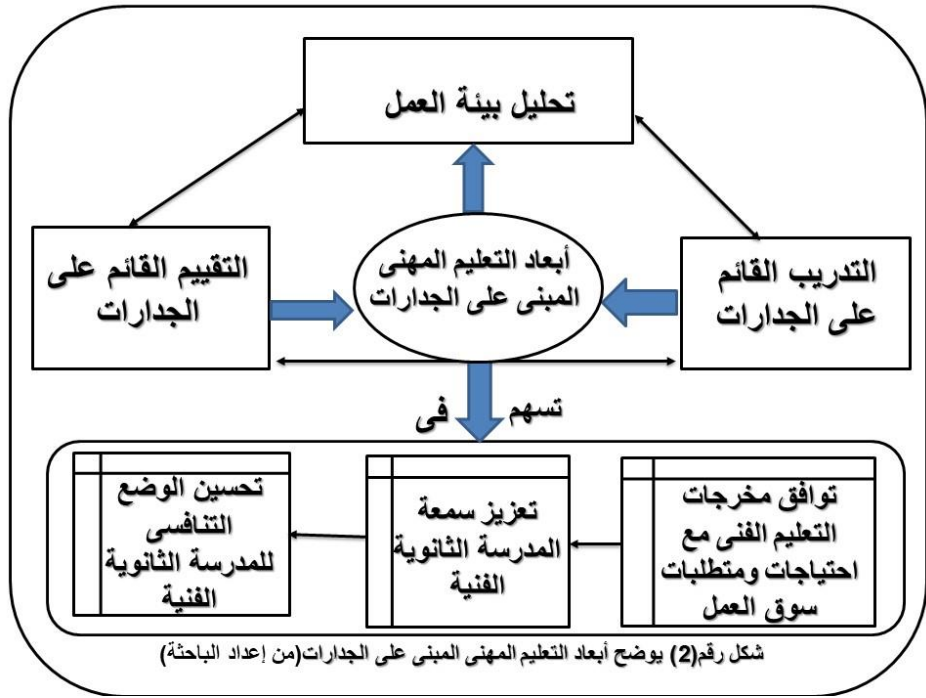 تحليل بيئة العمل
التدريب القائم
على الجدارات
أبعاد التعليم المهنى
المبنى على الجدارات
التقييم القائم على
الجدارات
تسهم فى
توافق مخرجات
التعليم الفنى مع
احتياجات ومتطلبات
سوق العمل
تعزيز سمعة
المدرسة الثانوية
الفنية
تحسين الوضع
التنافسى
للمدرسة الثانوية
الفنية
شكل رقم(2) يوضح أبعاد التعليم المهنى المبنى على الجدارات(من إعداد الباحثة)